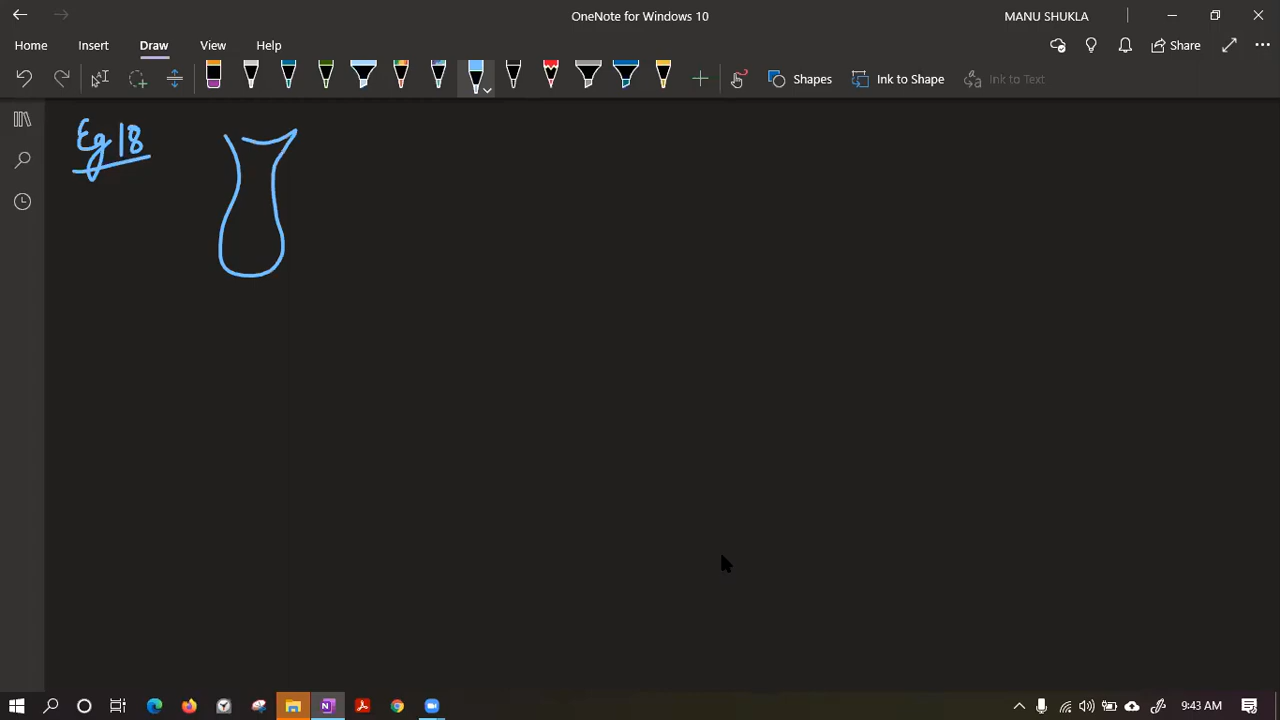 OneNote for Windows 10
MANU SHUKLA
Home Insert Draw View Help
Share
Shapes
Ink to Shape
Ink to Text
Eg 18
9:43 AM